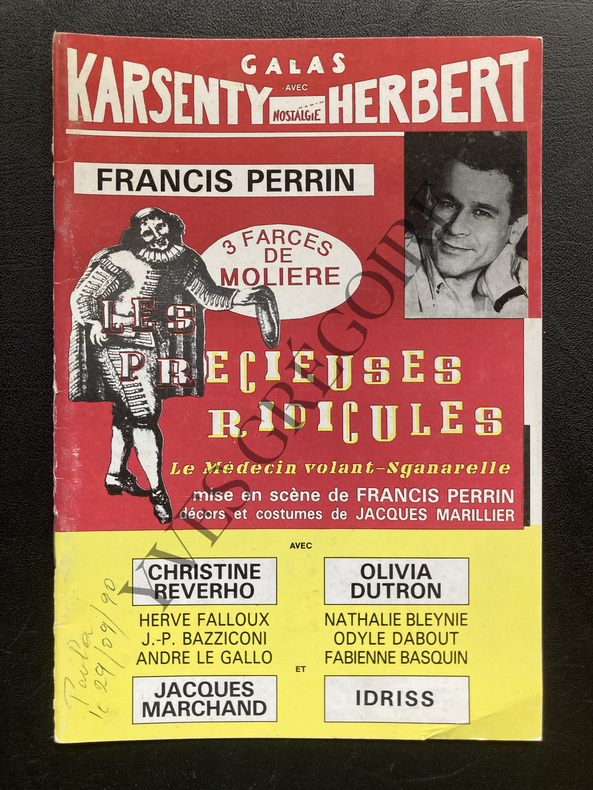 GALAS
KARSENTY AVEC HERBERT
NOSTALGIE
FRANCIS PERRIN
3 FARCES
DE
MOLIERE
LES
PRECIEUSES
RIDICULES
Le Médecin volant-Sganarelle
mise en scène de FRANCIS PERRIN
décors et costumes de JACQUES MARILLIER
AVEC
CHRISTINE
REVERHO
OLIVIA
DUTRON
HERVE FALLOUX
J.-P. BAZZICONI
ANDRE LE GALLO
NATHALIE BLEYNIE
ODYLE DABOUT
FABIENNE BASQUIN
ET
JACQUES
MARCHAND
IDRISS
le 29/09/90
YVES GRÉGOIRE